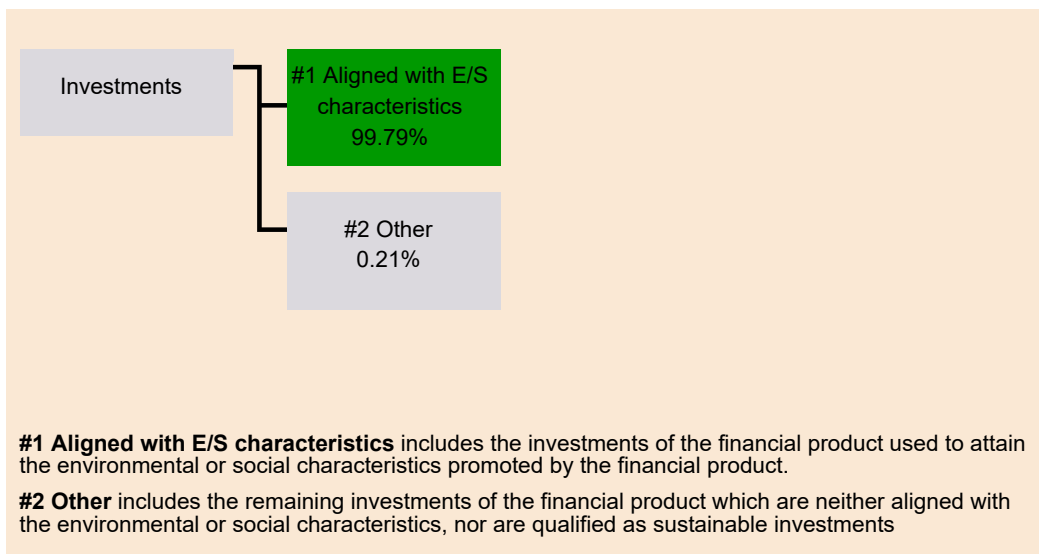 Investments
#1 Aligned with E/S
characteristics
99.79%
#2 Other
0.21%
#1 Aligned with E/S characteristics includes the investments of the financial product used to attain
the environmental or social characteristics promoted by the financial product.
#2 Other includes the remaining investments of the financial product which are neither aligned with
the environmental or social characteristics, nor are qualified as sustainable investments